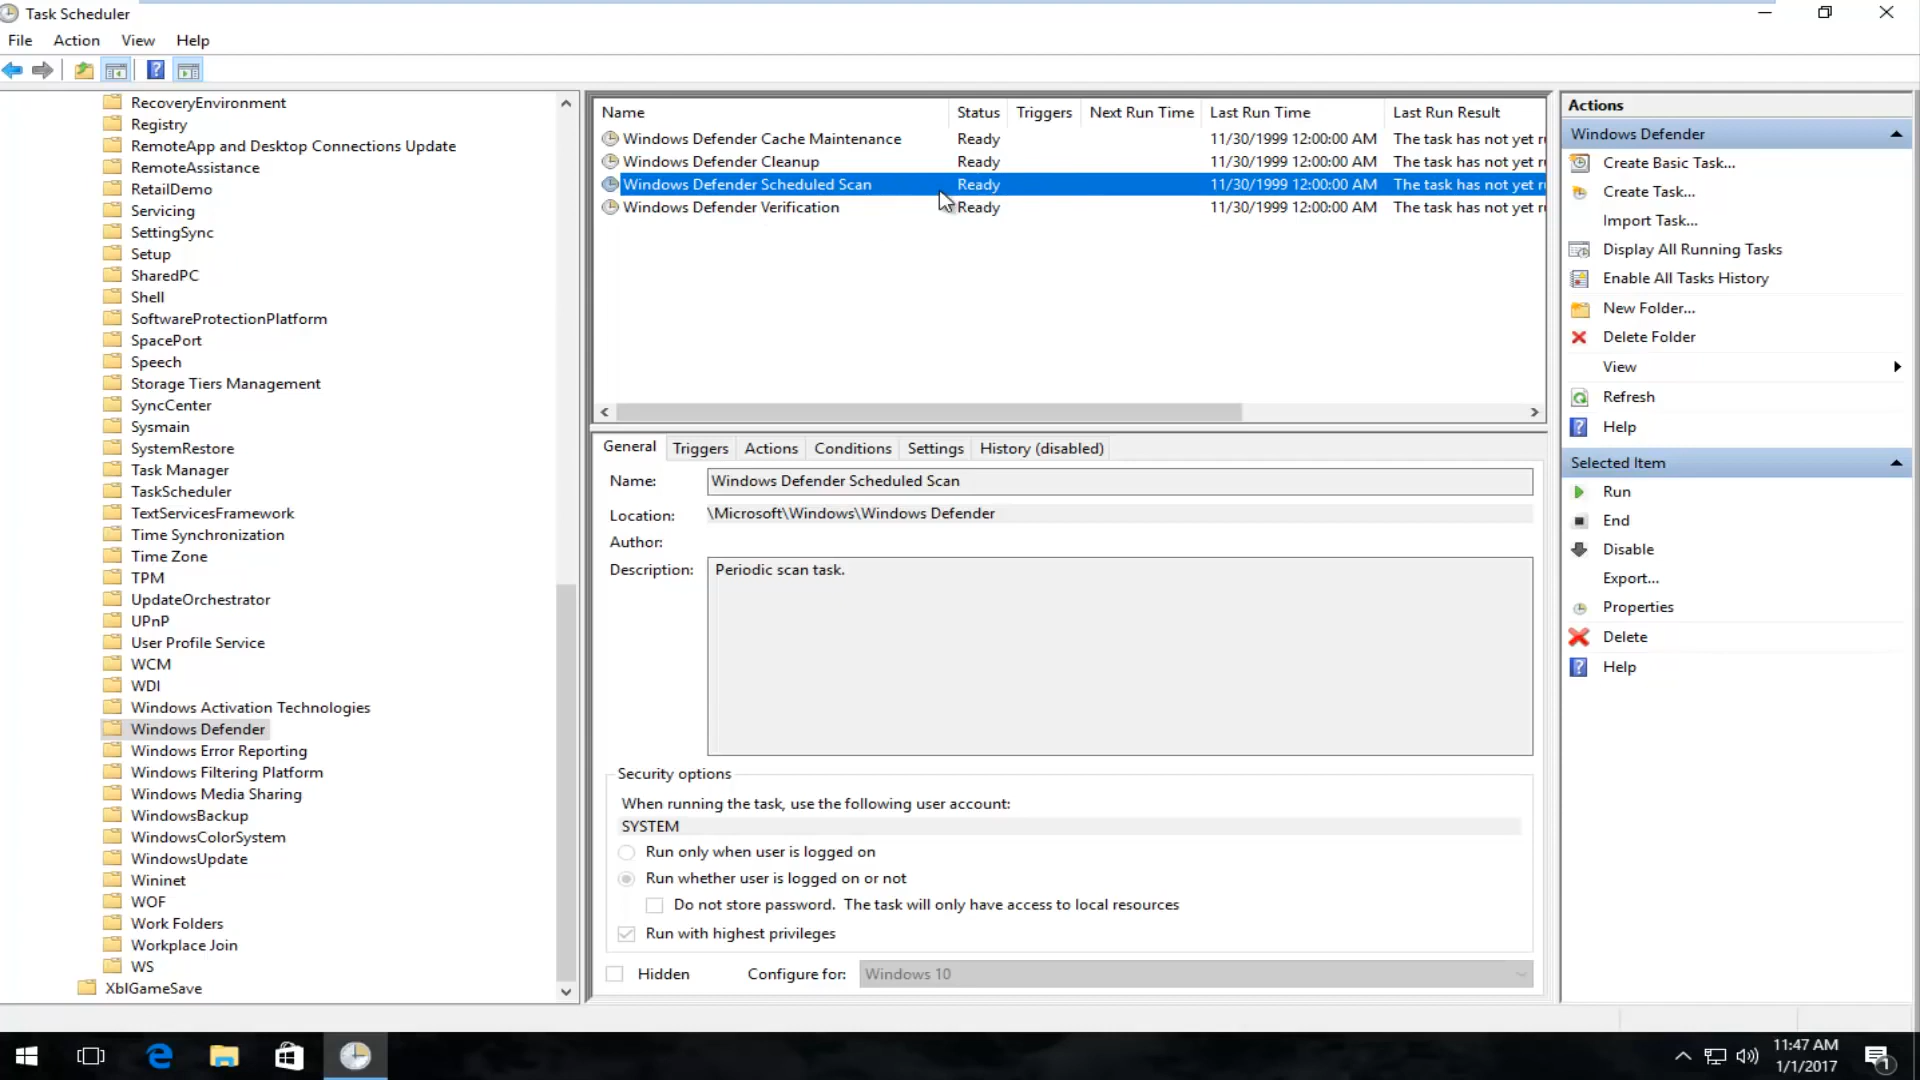 Task Scheduler
File Action View Help
RecoveryEnvironment
Registry
RemoteApp and Desktop Connections Update
RemoteAssistance
RetailDemo
Servicing
SettingSync
Setup
SharedPC
Shell
SoftwareProtectionPlatform
SpacePort
Speech
Storage Tiers Management
SyncCenter
Sysmain
SystemRestore
Task Manager
TaskScheduler
TextServicesFramework
Time Synchronization
Time Zone
TPM
UpdateOrchestrator
UPnP
User Profile Service
WCM
WDI
Windows Activation Technologies
Windows Defender
Windows Error Reporting
Windows Filtering Platform
Windows Media Sharing
WindowsBackup
WindowsColorSystem
WindowsUpdate
Wininet
WOF
Work Folders
Workplace Join
WS
XblGameSave
Name Status Triggers Next Run Time Last Run Time Last Run Result
Windows Defender Cache Maintenance Ready 11/30/1999 12:00:00 AM The task has not yet r
Windows Defender Cleanup Ready 11/30/1999 12:00:00 AM The task has not yet r
Windows Defender Scheduled Scan Ready 11/30/1999 12:00:00 AM The task has not yet r
Windows Defender Verification Ready 11/30/1999 12:00:00 AM The task has not yet r
General Triggers Actions Conditions Settings History (disabled)
Name: Windows Defender Scheduled Scan
Location: \Microsoft\Windows\Windows Defender
Author:
Description: Periodic scan task.
Security options
When running the task, use the following user account:
SYSTEM
Run only when user is logged on
Run whether user is logged on or not
Do not store password. The task will only have access to local resources
Run with highest privileges
Hidden Configure for: Windows 10
Actions
Windows Defender
Create Basic Task...
Create Task...
Import Task...
Display All Running Tasks
Enable All Tasks History
New Folder...
Delete Folder
View
Refresh
Help
Selected Item
Run
End
Disable
Export...
Properties
Delete
Help
11:47 AM
1/1/2017
1